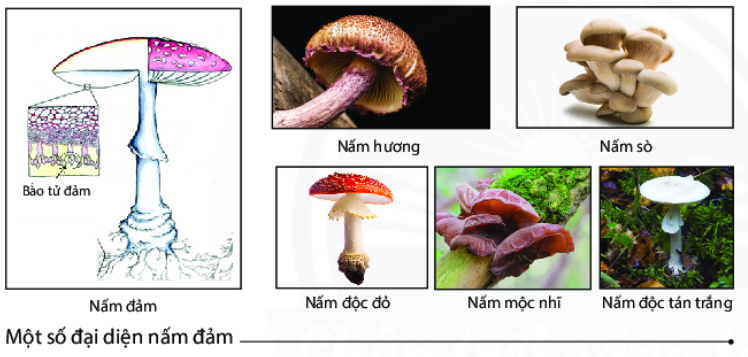 Bào tử đảm
Nấm đảm
Nấm hương
Nấm sò
Nấm độc đỏ
Nấm mộc nhĩ
Nấm độc tán trắng
Một số đại diện nấm đảm